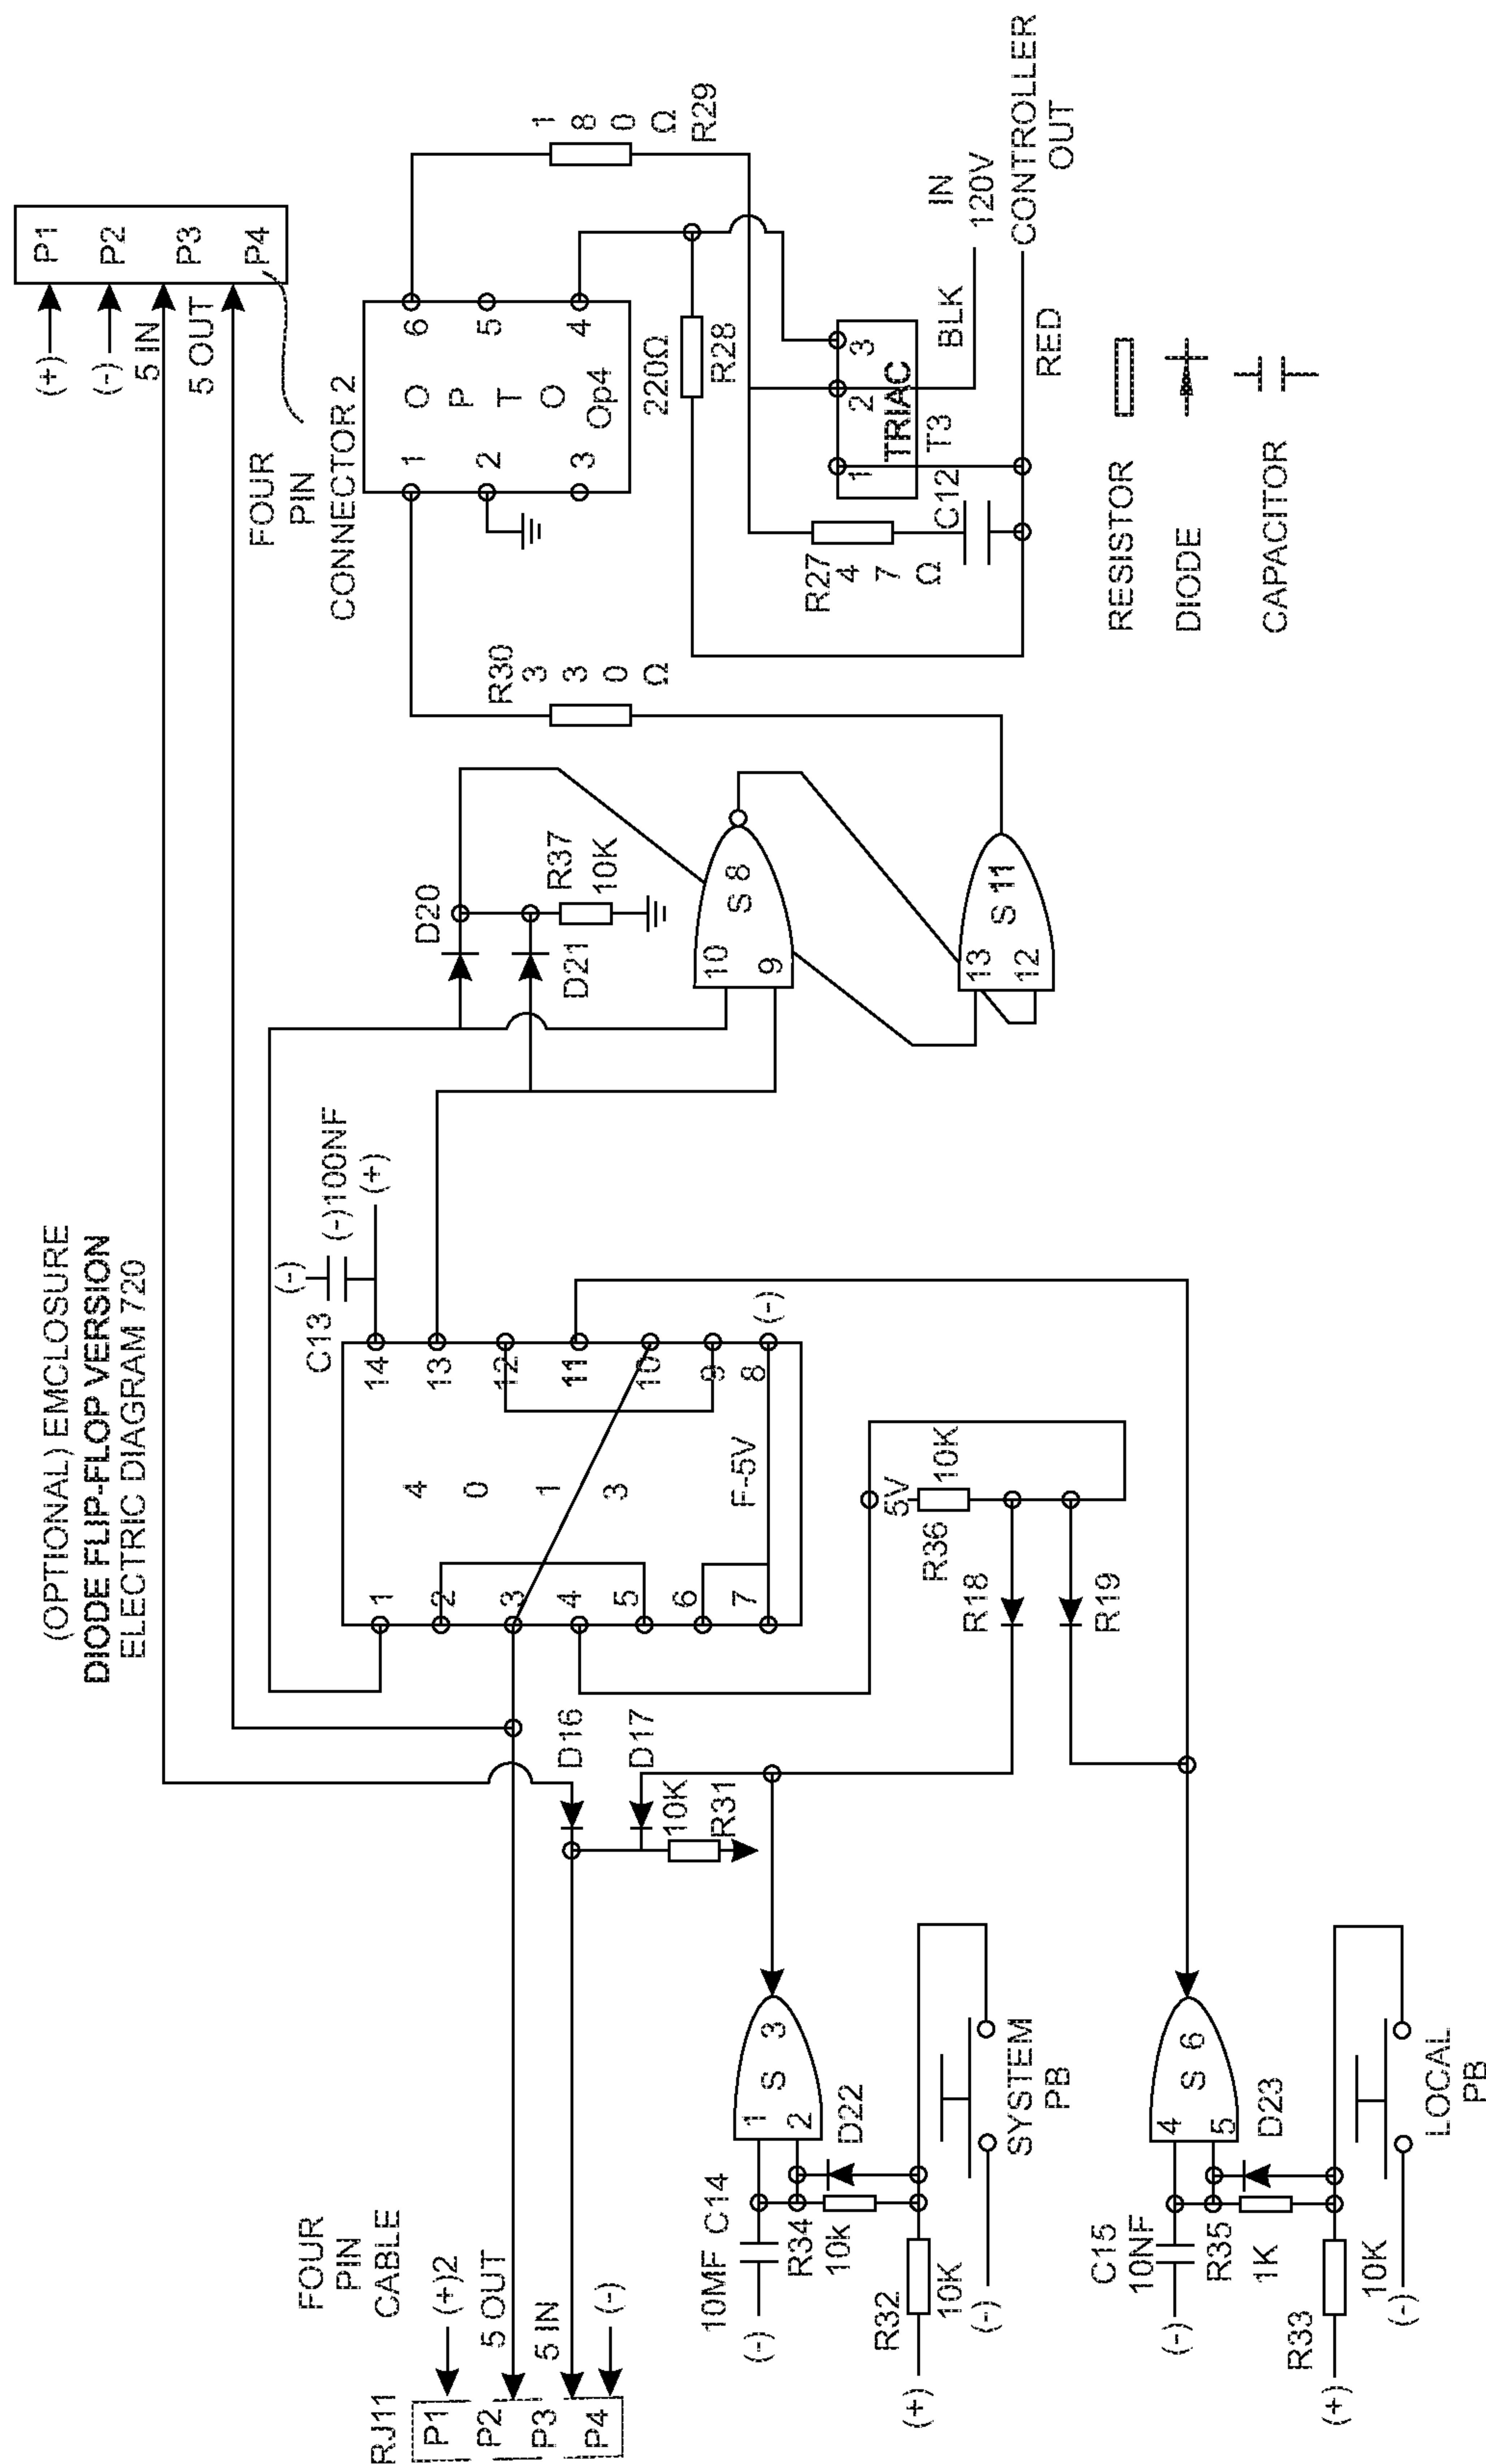 (OPTIONAL) EMCLOSURE
DIODE FLIP-FLOP VERSION
ELECTRIC DIAGRAM 720
RJ11
P1
P2
P3
P4
FOUR
PIN
CABLE
(+)2
5 OUT
5 IN
(-)
(+)
(-)
5 IN
5 OUT
P1
P2
P3
P4
FOUR
PIN
CONNECTOR 2
D16
D17
10K
R31
1
2
3
4
5
6
7
14
13
12
11
10
9
8
4
0
1
3
F-5V
(-)
C13
(-)
(-)100NF
(+)
D20
D21
R37
10K
10
9
S 8
13
12
S 11
R30
3
3
0
Ω
1
2
3
O
P
T
O
Op4
6
5
4
1
8
0
Ω
R29
220Ω
R28
1
2
3
TRIAC
T3
R27
4
7
Ω
C12
BLK
IN
120V
RED
CONTROLLER
OUT
RESISTOR
DIODE
CAPACITOR
5V
R36
10K
R18
R19
10MF C14
(-)
1
2
S 3
R34
10k
D22
R32
10K
(+)
(-)
SYSTEM
PB
C15
10NF
(-)
4
5
S 6
R35
1K
D23
R33
10K
(+)
(-)
LOCAL
PB